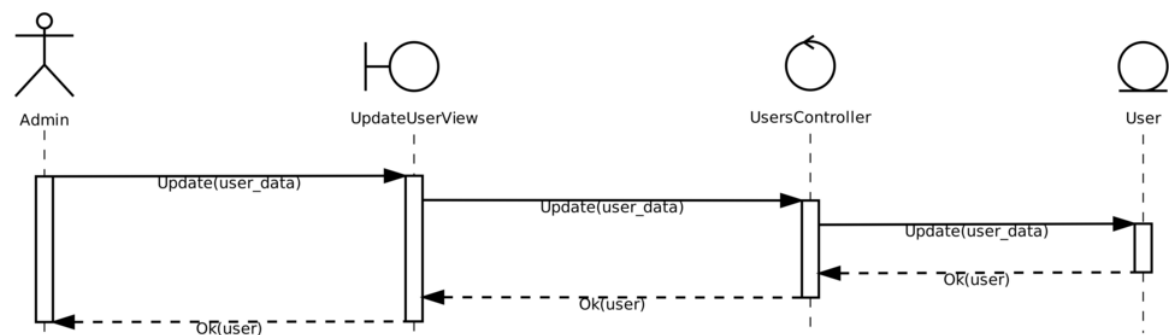 Admin
UpdateUserView
UsersController
User
Update(user_data)
Update(user_data)
Update(user_data)
Ok(user)
Ok(user)
Ok(user)